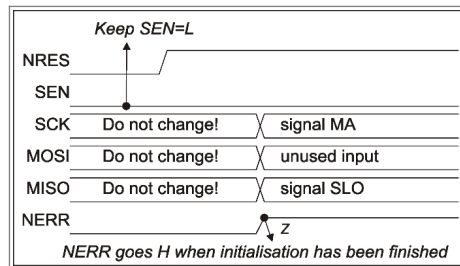 Keep SEN=L
NRES
SEN
SCK Do not change! signal MA
MOSI Do not change! unused input
MISO Do not change! signal SLO
NERR
Z
NERR goes H when initialisation has been finished